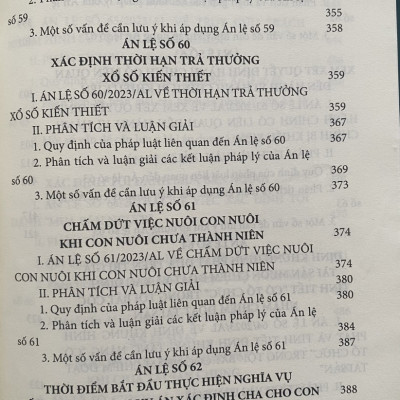 số 59 355
3. Một số vấn đề cần lưu ý khi áp dụng Án lệ số 59 358
ÁN LỆ SỐ 60
XÁC ĐỊNH THỜI HẠN TRẢ THƯỞNG
XỔ SỐ KIẾN THIẾT 359
I. ÁN LỆ SỐ 60/2023/AL VỀ THỜI HẠN TRẢ THƯỞNG
XỔ SỐ KIẾN THIẾT 359
II. PHÂN TÍCH VÀ LUẬN GIẢI 367
1. Quy định của pháp luật liên quan đến Án lệ số 60 367
2. Phân tích và luận giải các kết luận pháp lý của Án lệ
số 60 369
3. Một số vấn đề cần lưu ý khi áp dụng Án lệ số 60 373
ÁN LỆ SỐ 61
CHẤM DỨT VIỆC NUÔI CON NUÔI
KHI CON NUÔI CHƯA THÀNH NIÊN 374
I. ÁN LỆ SỐ 61/2023/AL VỀ CHẤM DỨT VIỆC NUÔI
CON NUÔI KHI CON NUÔI CHƯA THÀNH NIÊN 374
II. PHÂN TÍCH VÀ LUẬN GIẢI 380
1. Quy định của pháp luật liên quan đến Án lệ số 61 380
2. Phân tích và luận giải các kết luận pháp lý của Án lệ
số 61 384
3. Một số vấn đề cần lưu ý khi áp dụng Án lệ số 61 387
ÁN LỆ SỐ 62
THỜI ĐIỂM BẮT ĐẦU THỰC HIỆN NGHĨA VỤ
XÁC ĐỊNH CHA CHO CON 388